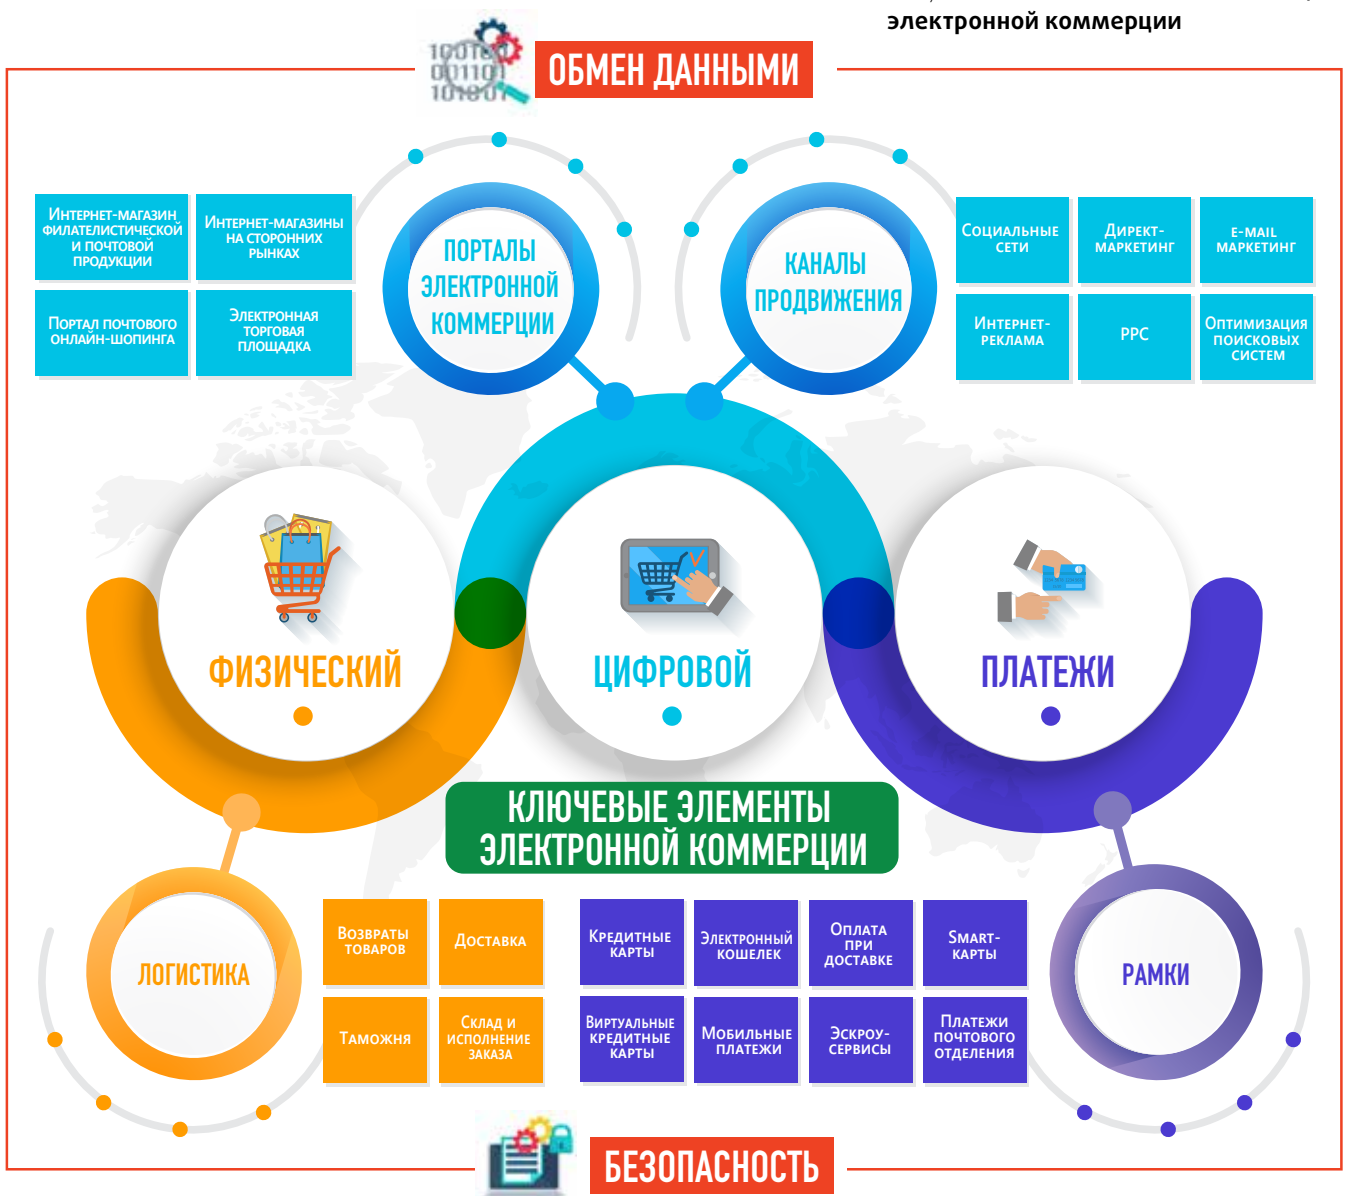 электронной коммерции
ОБМЕН ДАННЫМИ
100100
001101
ИНТЕРНЕТ-МАГАЗИН
ФИЛАТЕЛИСТИЧЕСКОЙ
И ПОЧТОВОЙ
ПРОДУКЦИИ
ИНТЕРНЕТ-МАГАЗИНЫ
НА СТОРОННИХ
РЫНКАХ
ПОРТАЛ ПОЧТОВОГО
ОНЛАЙН-ШОПИНГА
ЭЛЕКТРОННАЯ
ТОРГОВАЯ
ПЛОЩАДКА
ПОРТАЛЫ
ЭЛЕКТРОННОЙ
КОММЕРЦИИ
КАНАЛЫ
ПРОДВИЖЕНИЯ
СОЦИАЛЬНЫЕ
СЕТИ
ДИРЕКТ-
МАРКЕТИНГ
E-MAIL
МАРКЕТИНГ
ИНТЕРНЕТ-
РЕКЛАМА
PPC
ОПТИМИЗАЦИЯ
ПОИСКОВЫХ
СИСТЕМ
ФИЗИЧЕСКИЙ
ЦИФРОВОЙ
ПЛАТЕЖИ
КЛЮЧЕВЫЕ ЭЛЕМЕНТЫ
ЭЛЕКТРОННОЙ КОММЕРЦИИ
ЛОГИСТИКА
ВОЗВРАТЫ
ТОВАРОВ
ДОСТАВКА
ТАМОЖНЯ
СКЛАД И
ИСПОЛНЕНИЕ
ЗАКАЗА
КРЕДИТНЫЕ
КАРТЫ
ЭЛЕКТРОННЫЙ
КОШЕЛЕК
ОПЛАТА
ПРИ
ДОСТАВКЕ
SMART-
КАРТЫ
ВИРТУАЛЬНЫЕ
КРЕДИТНЫЕ
КАРТЫ
МОБИЛЬНЫЕ
ПЛАТЕЖИ
ЭСКРОУ-
СЕРВИСЫ
ПЛАТЕЖИ
ПОЧТОВОГО
ОТДЕЛЕНИЯ
РАМКИ
БЕЗОПАСНОСТЬ